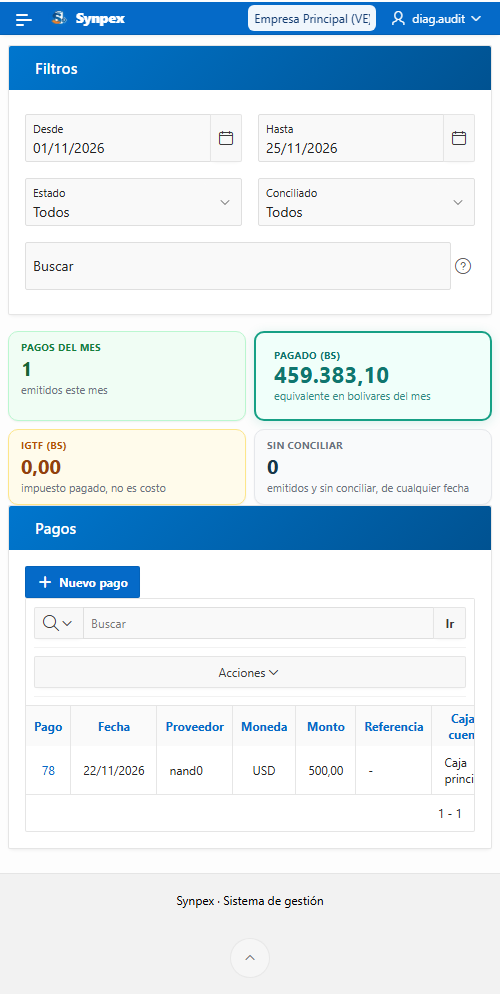 Synpex
Empresa Principal (VE)
diag.audit
Filtros
Desde
01/11/2026
Hasta
25/11/2026
Estado
Todos
Conciliado
Todos
Buscar
?
PAGOS DEL MES
1
emitidos este mes
PAGADO (BS)
459.383,10
equivalente en bolivares del mes
IGTF (BS)
0,00
impuesto pagado, no es costo
SIN CONCILIAR
0
emitidos y sin conciliar, de cualquier fecha
Pagos
+ Nuevo pago
Buscar
Ir
Acciones
Pago Fecha Proveedor Moneda Monto Referencia Caja
cuen
78 22/11/2026 nand0 USD 500,00 - Caja
princi
1 - 1
Synpex · Sistema de gestión